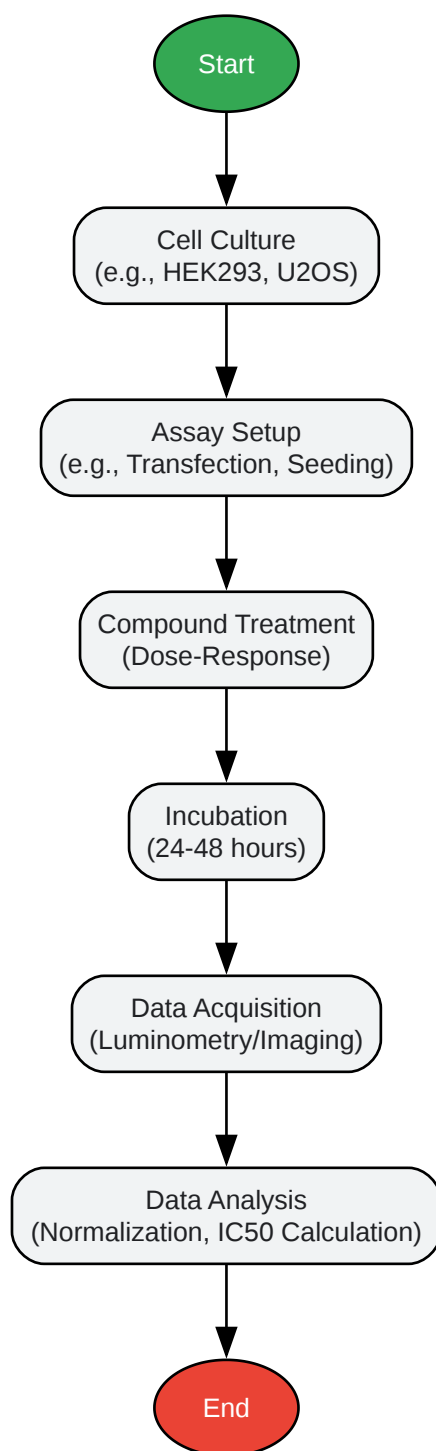 Start
Cell Culture
(e.g., HEK293, U2OS)
Assay Setup
(e.g., Transfection, Seeding)
Compound Treatment
(Dose-Response)
Incubation
(24-48 hours)
Data Acquisition
(Luminometry/Imaging)
Data Analysis
(Normalization, IC50 Calculation)
End